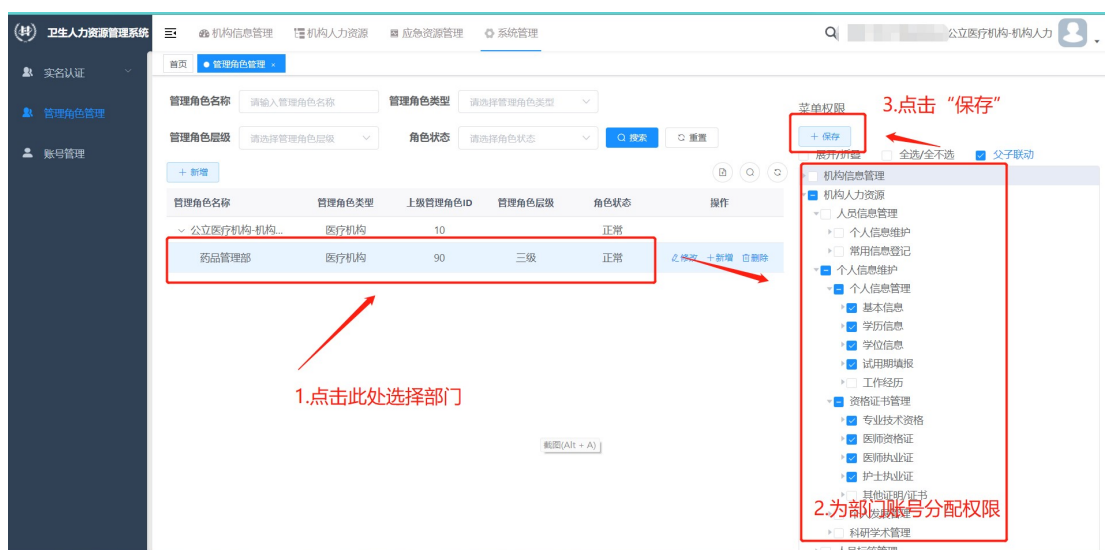 卫生人力资源管理系统
机构信息管理 机构人力资源 应急资源管理 系统管理
公立医疗机构-机构人力
实名认证
管理角色管理
账号管理
首页 管理角色管理 ×
管理角色名称 请输入管理角色名称 管理角色类型 请选择管理角色类型
管理角色层级 请选择管理角色层级 角色状态 请选择角色状态 搜索 重置
+ 新增
管理角色名称 管理角色类型 上级管理角色ID 管理角色层级 角色状态 操作
公立医疗机构-机构... 医疗机构 10 正常
药品管理部 医疗机构 90 三级 正常 修改 +新增 删除
1.点击此处选择部门
截图(Alt + A)
菜单权限
3.点击“保存”
+ 保存
展开/折叠 全选/全不选 父子联动
机构信息管理
机构人力资源
人员信息管理
个人信息维护
常用信息登记
个人信息维护
个人信息管理
基本信息
学历信息
学位信息
试用期填报
工作经历
资格证书管理
专业技术资格
医师资格证
医师执业证
护士执业证
其他证明/证书
2.为部门账号分配权限
科研学术管理